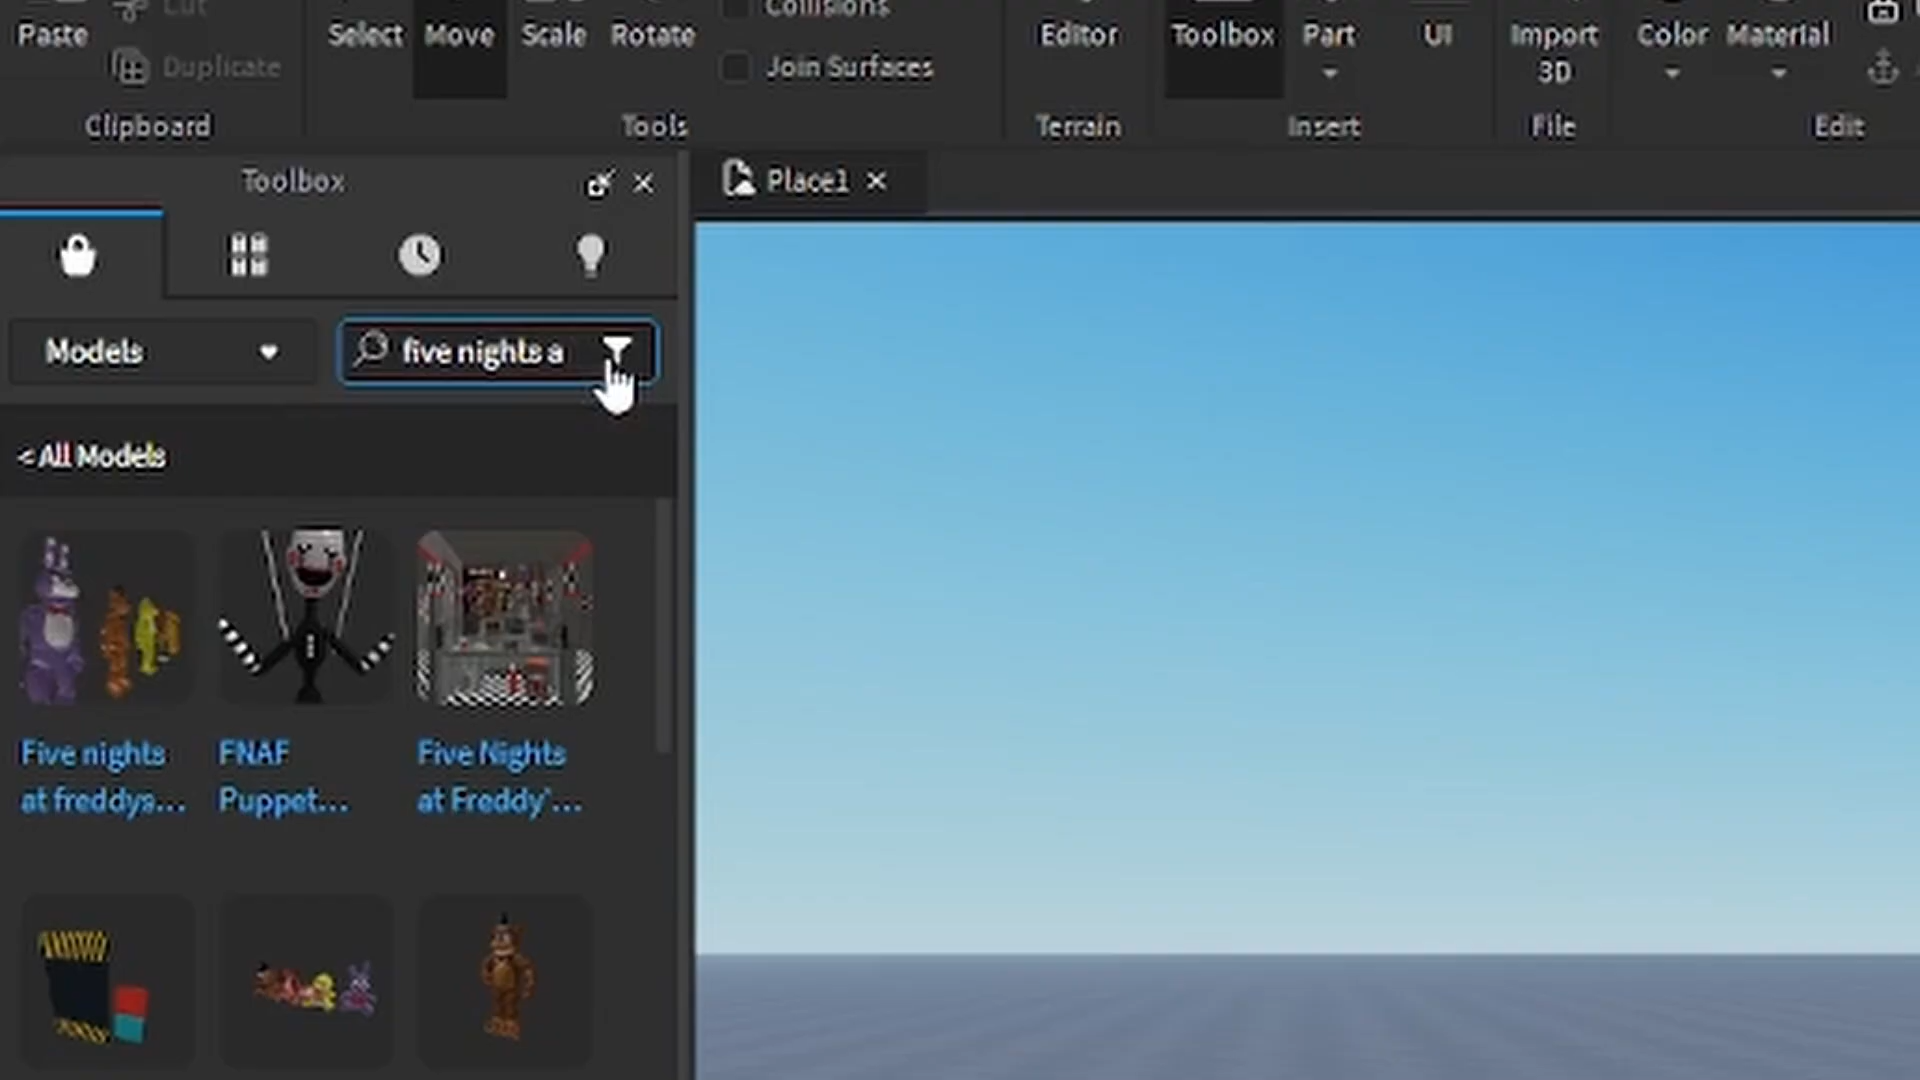 Cut
Collisions
Paste
Select
Move
Scale
Rotate
Editor
Toolbox
Part
UI
Import
3D
Color
Material
Duplicate
Join Surfaces
Clipboard
Tools
Terrain
Insert
File
Edit
Toolbox
Place1
Models
five nights a
< All Models
Five nights
at freddys...
FNAF
Puppet...
Five Nights
at Freddy'...